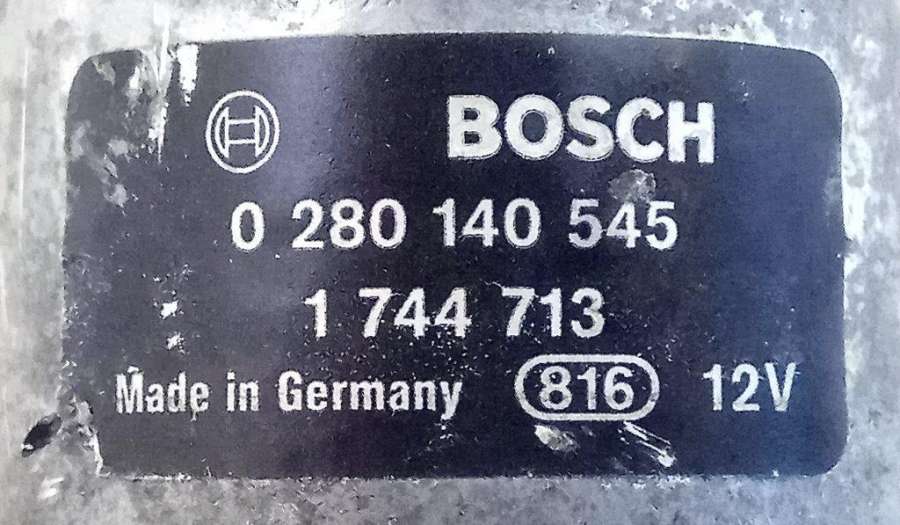 BOSCH
0 280 140 545
1 744 713
Made in Germany 816 12V